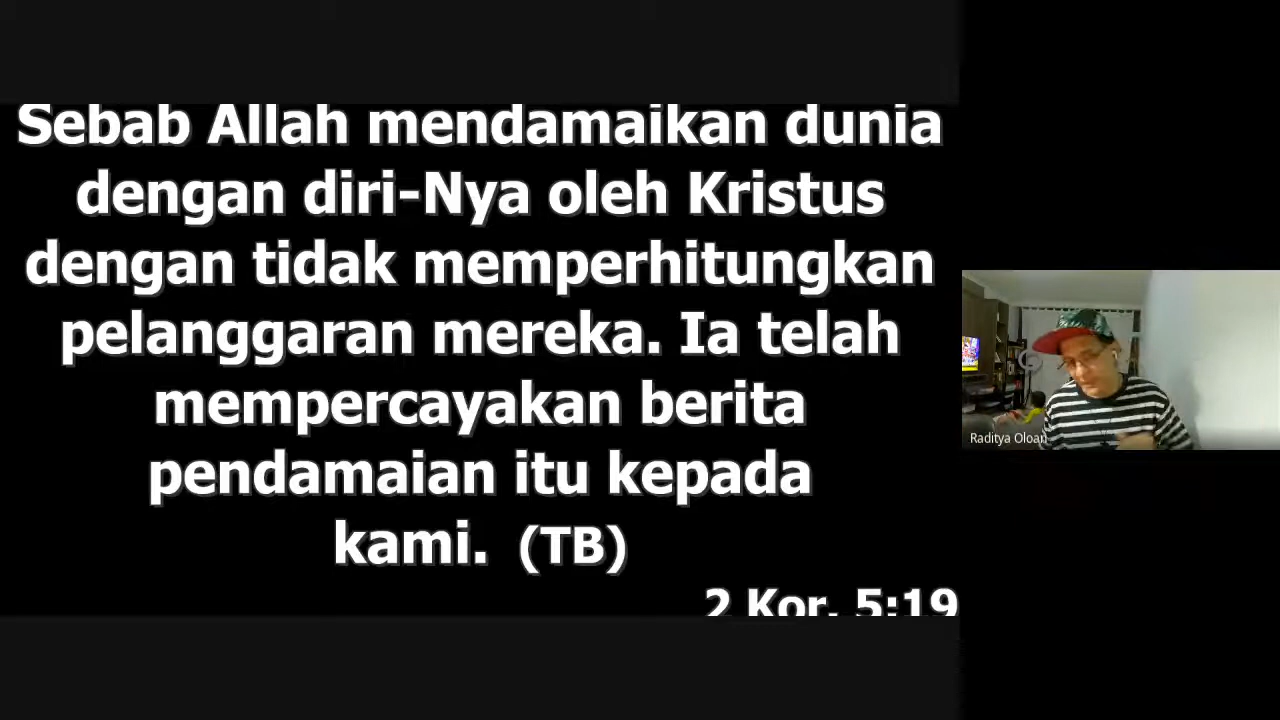 Sebab Allah mendamaikan dunia
dengan diri-Nya oleh Kristus
dengan tidak memperhitungkan
pelanggaran mereka. Ia telah
mempercayakan berita
pendamaian itu kepada
kami. (TB)
2 Kor. 5:19
Raditya Oloan